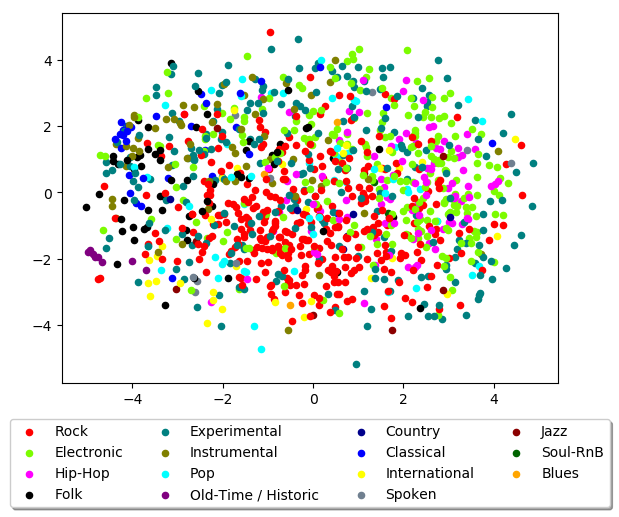 4
2
0
−2
−4
−4 −2 0 2 4
Rock Experimental Country Jazz
Electronic Instrumental Classical Soul-RnB
Hip-Hop Pop International Blues
Folk Old-Time / Historic Spoken